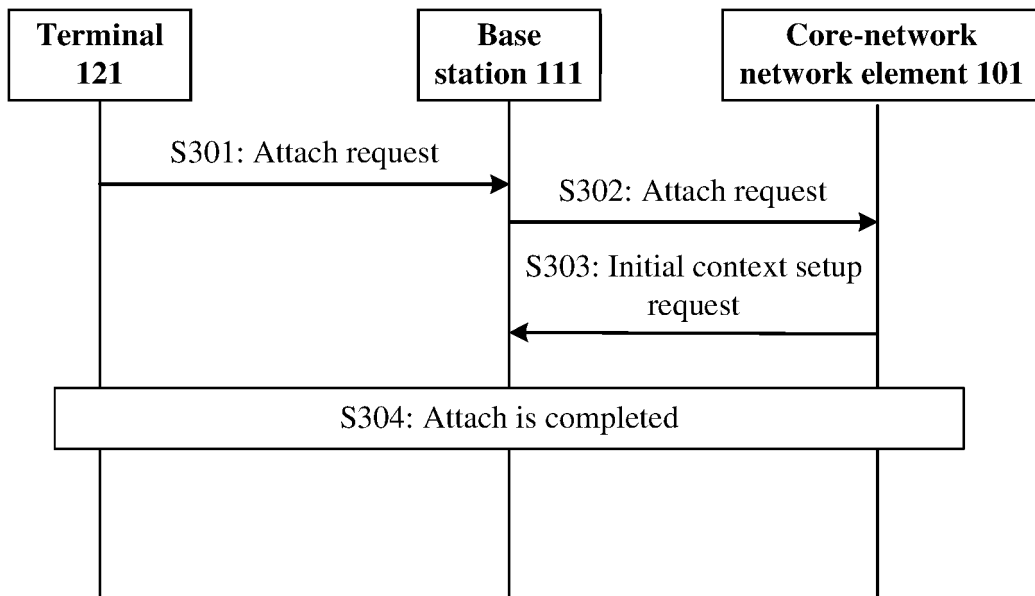 Terminal
121
Base
station 111
Core-network
network element 101
S301: Attach request
S302: Attach request
S303: Initial context setup
request
S304: Attach is completed